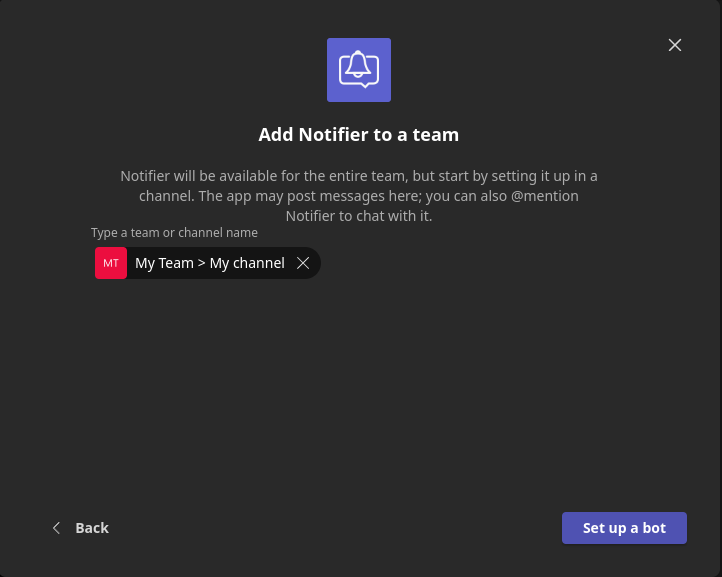 Add Notifier to a team
Notifier will be available for the entire team, but start by setting it up in a
channel. The app may post messages here; you can also @mention
Notifier to chat with it.
Type a team or channel name
MT My Team > My channel
Back
Set up a bot